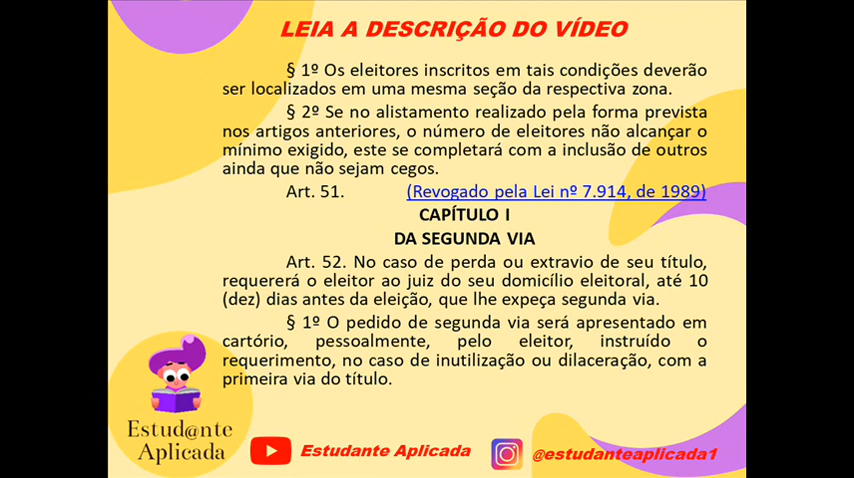 LEIA A DESCRIÇÃO DO VÍDEO
§ 1º Os eleitores inscritos em tais condições deverão
ser localizados em uma mesma seção da respectiva zona.
§ 2º Se no alistamento realizado pela forma prevista
nos artigos anteriores, o número de eleitores não alcançar o
mínimo exigido, este se completará com a inclusão de outros
ainda que não sejam cegos.
Art. 51. (Revogado pela Lei nº 7.914, de 1989)
CAPÍTULO I
DA SEGUNDA VIA
Art. 52. No caso de perda ou extravio de seu título,
requererá o eleitor ao juiz do seu domicílio eleitoral, até 10
(dez) dias antes da eleição, que lhe expeça segunda via.
§ 1º O pedido de segunda via será apresentado em
cartório, pessoalmente, pelo eleitor, instruído o
requerimento, no caso de inutilização ou dilaceração, com a
primeira via do título.
Estud@nte
Aplicada
Estudante Aplicada
@estudanteaplicada1